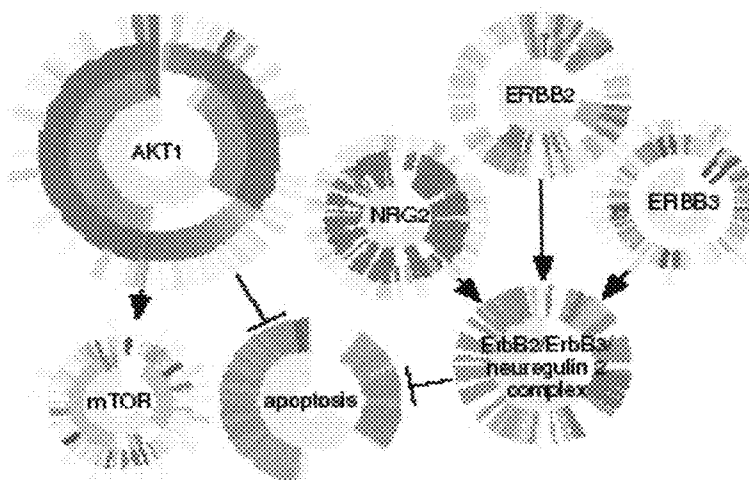 ERBB2
AKT1
NRG2
ERBB3
ErbB2/ErbB3
neuregulin 2
complex
mTOR
apoptosis